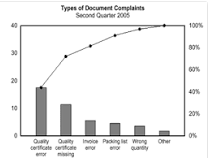 Types of Document Complaints
Second Quarter 2005
40
30
20
10
0
100%
80%
60%
40%
20%
0%
Quality certificate error
Quality certificate missing
Invoice error
Packing list error
Wrong quantity
Other